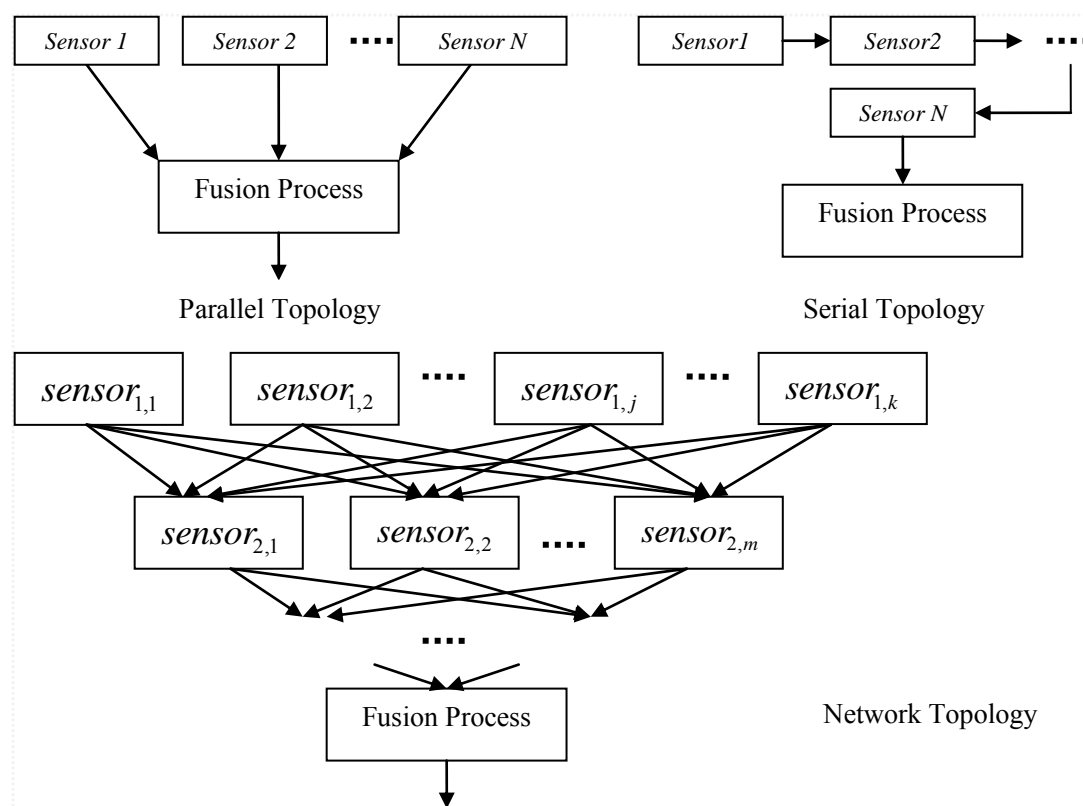 Sensor 1 Sensor 2 .... Sensor N
Sensor1 Sensor2 ....
Sensor N
Fusion Process
Fusion Process
Parallel Topology
Serial Topology
sensor1,1 sensor1,2 .... sensor1,j .... sensor1,k
sensor2,1 sensor2,2 .... sensor2,m
....
Fusion Process
Network Topology